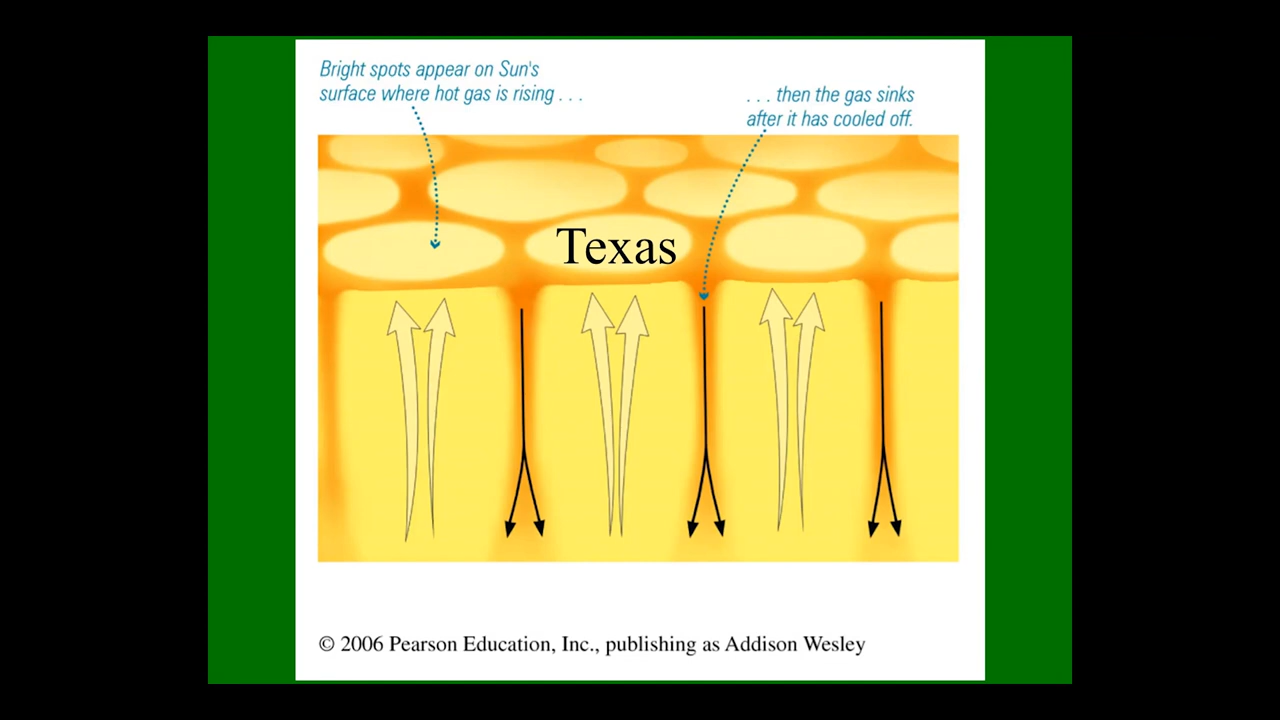 Bright spots appear on Sun's
surface where hot gas is rising . . .
. . . then the gas sinks
after it has cooled off.
Texas
© 2006 Pearson Education, Inc., publishing as Addison Wesley